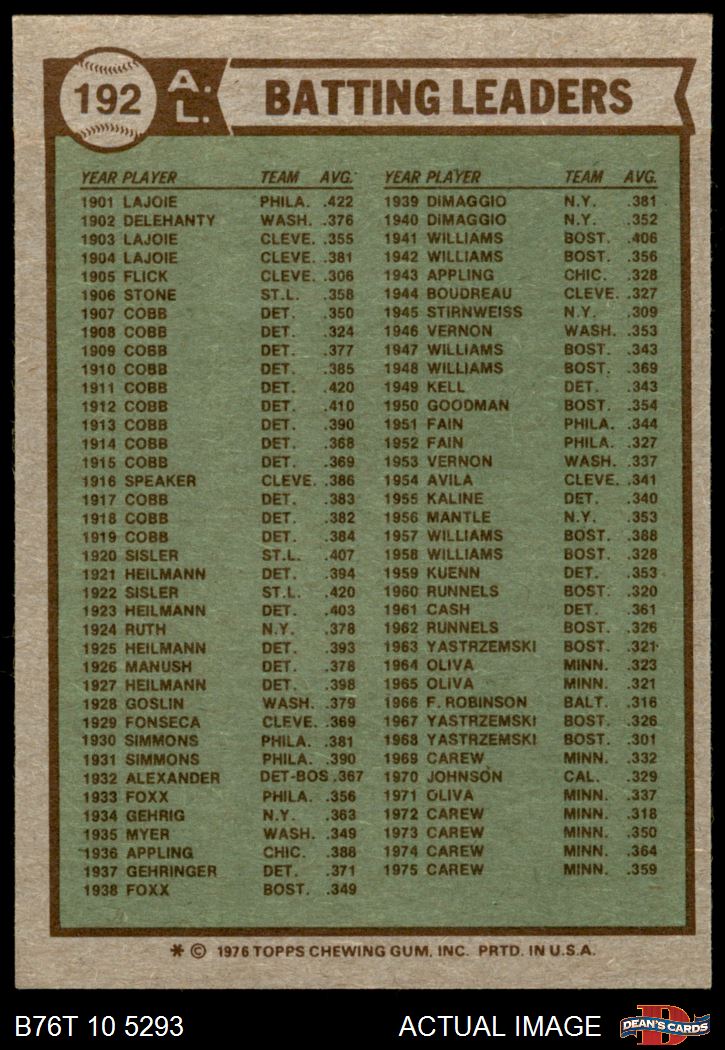 192 A. L. BATTING LEADERS
YEAR PLAYER TEAM AVG.
1901 LAJOIE PHILA. .422
1902 DELEHANTY WASH. .376
1903 LAJOIE CLEVE. .355
1904 LAJOIE CLEVE. .381
1905 FLICK CLEVE. .306
1906 STONE ST.L. .358
1907 COBB DET. .350
1908 COBB DET. .324
1909 COBB DET. .377
1910 COBB DET. .385
1911 COBB DET. .420
1912 COBB DET. .410
1913 COBB DET. .390
1914 COBB DET. .368
1915 COBB DET. .369
1916 SPEAKER CLEVE. .386
1917 COBB DET. .383
1918 COBB DET. .382
1919 COBB DET. .384
1920 SISLER ST.L. .407
1921 HEILMANN DET. .394
1922 SISLER ST.L. .420
1923 HEILMANN DET. .403
1924 RUTH N.Y. .378
1925 HEILMANN DET. .393
1926 MANUSH DET. .378
1927 HEILMANN DET. .398
1928 GOSLIN WASH. .379
1929 FONSECA CLEVE. .369
1930 SIMMONS PHILA. .381
1931 SIMMONS PHILA. .390
1932 ALEXANDER DET-BOS .367
1933 FOXX PHILA. .356
1934 GEHRIG N.Y. .363
1935 MYER WASH. .349
1936 APPLING CHIC. .388
1937 GEHRINGER DET. .371
1938 FOXX BOST. .349
YEAR PLAYER TEAM AVG.
1939 DIMAGGIO N.Y. .381
1940 DIMAGGIO N.Y. .352
1941 WILLIAMS BOST. .406
1942 WILLIAMS BOST. .356
1943 APPLING CHIC. .328
1944 BOUDREAU CLEVE. .327
1945 STIRNWEISS N.Y. .309
1946 VERNON WASH. .353
1947 WILLIAMS BOST. .343
1948 WILLIAMS BOST. .369
1949 KELL DET. .343
1950 GOODMAN BOST. .354
1951 FAIN PHILA. .344
1952 FAIN PHILA. .327
1953 VERNON WASH. .337
1954 AVILA CLEVE. .341
1955 KALINE DET. .340
1956 MANTLE N.Y. .353
1957 WILLIAMS BOST. .388
1958 WILLIAMS BOST. .328
1959 KUENN DET. .353
1960 RUNNELS BOST. .320
1961 CASH DET. .361
1962 RUNNELS BOST. .326
1963 YASTRZEMSKI BOST. .321
1964 OLIVA MINN. .323
1965 OLIVA MINN. .321
1966 F. ROBINSON BALT. .316
1967 YASTRZEMSKI BOST. .326
1968 YASTRZEMSKI BOST. .301
1969 CAREW MINN. .332
1970 JOHNSON CAL. .329
1971 OLIVA MINN. .337
1972 CAREW MINN. .318
1973 CAREW MINN. .350
1974 CAREW MINN. .364
1975 CAREW MINN. .359
* © 1976 TOPPS CHEWING GUM, INC. PRTD. IN U.S.A.
B76T 10 5293 ACTUAL IMAGE DEAN'S CARDS